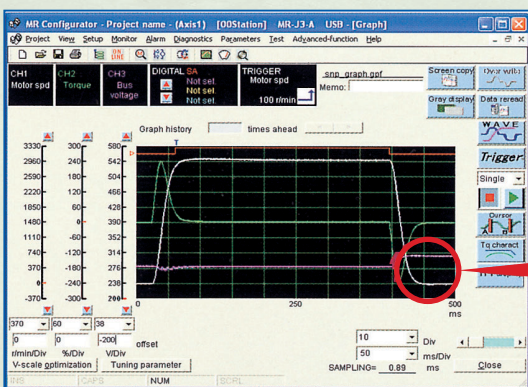 MR Configurator - Project name - (Axis1) [00Station] MR-J3-A USB - [Graph]
Project View Setup Monitor Alarm Diagnostics Parameters Test Advanced-function Help
CH1 Motor spd
CH2 Torque
CH3 Bus voltage
DIGITAL SA
Not set.
Not set.
Not set.
TRIGGER
Motor spd
100 r/min
snp_graph.gpf
Memo:
Screen copy
Gray display
Data reread
Graph history times ahead
WAVE
Trigger
Single
Cursor
Tq charact
T
3330 300 580
2960 240 542
2590 180 504
2220 120 466
1850 60 428
1480 0 390
1110 -60 352
740 -120 314
370 -180 276
0 -240 238
-370 -300 200
0 250 500
ms
370 60 38
0 0 -200 offset
r/min/Div %/Div V/Div
V-scale optimization Tuning parameter
10 Div
50 ms/Div
SAMPLING= 0.89 ms
Close
INS CAPS NUM SCRL